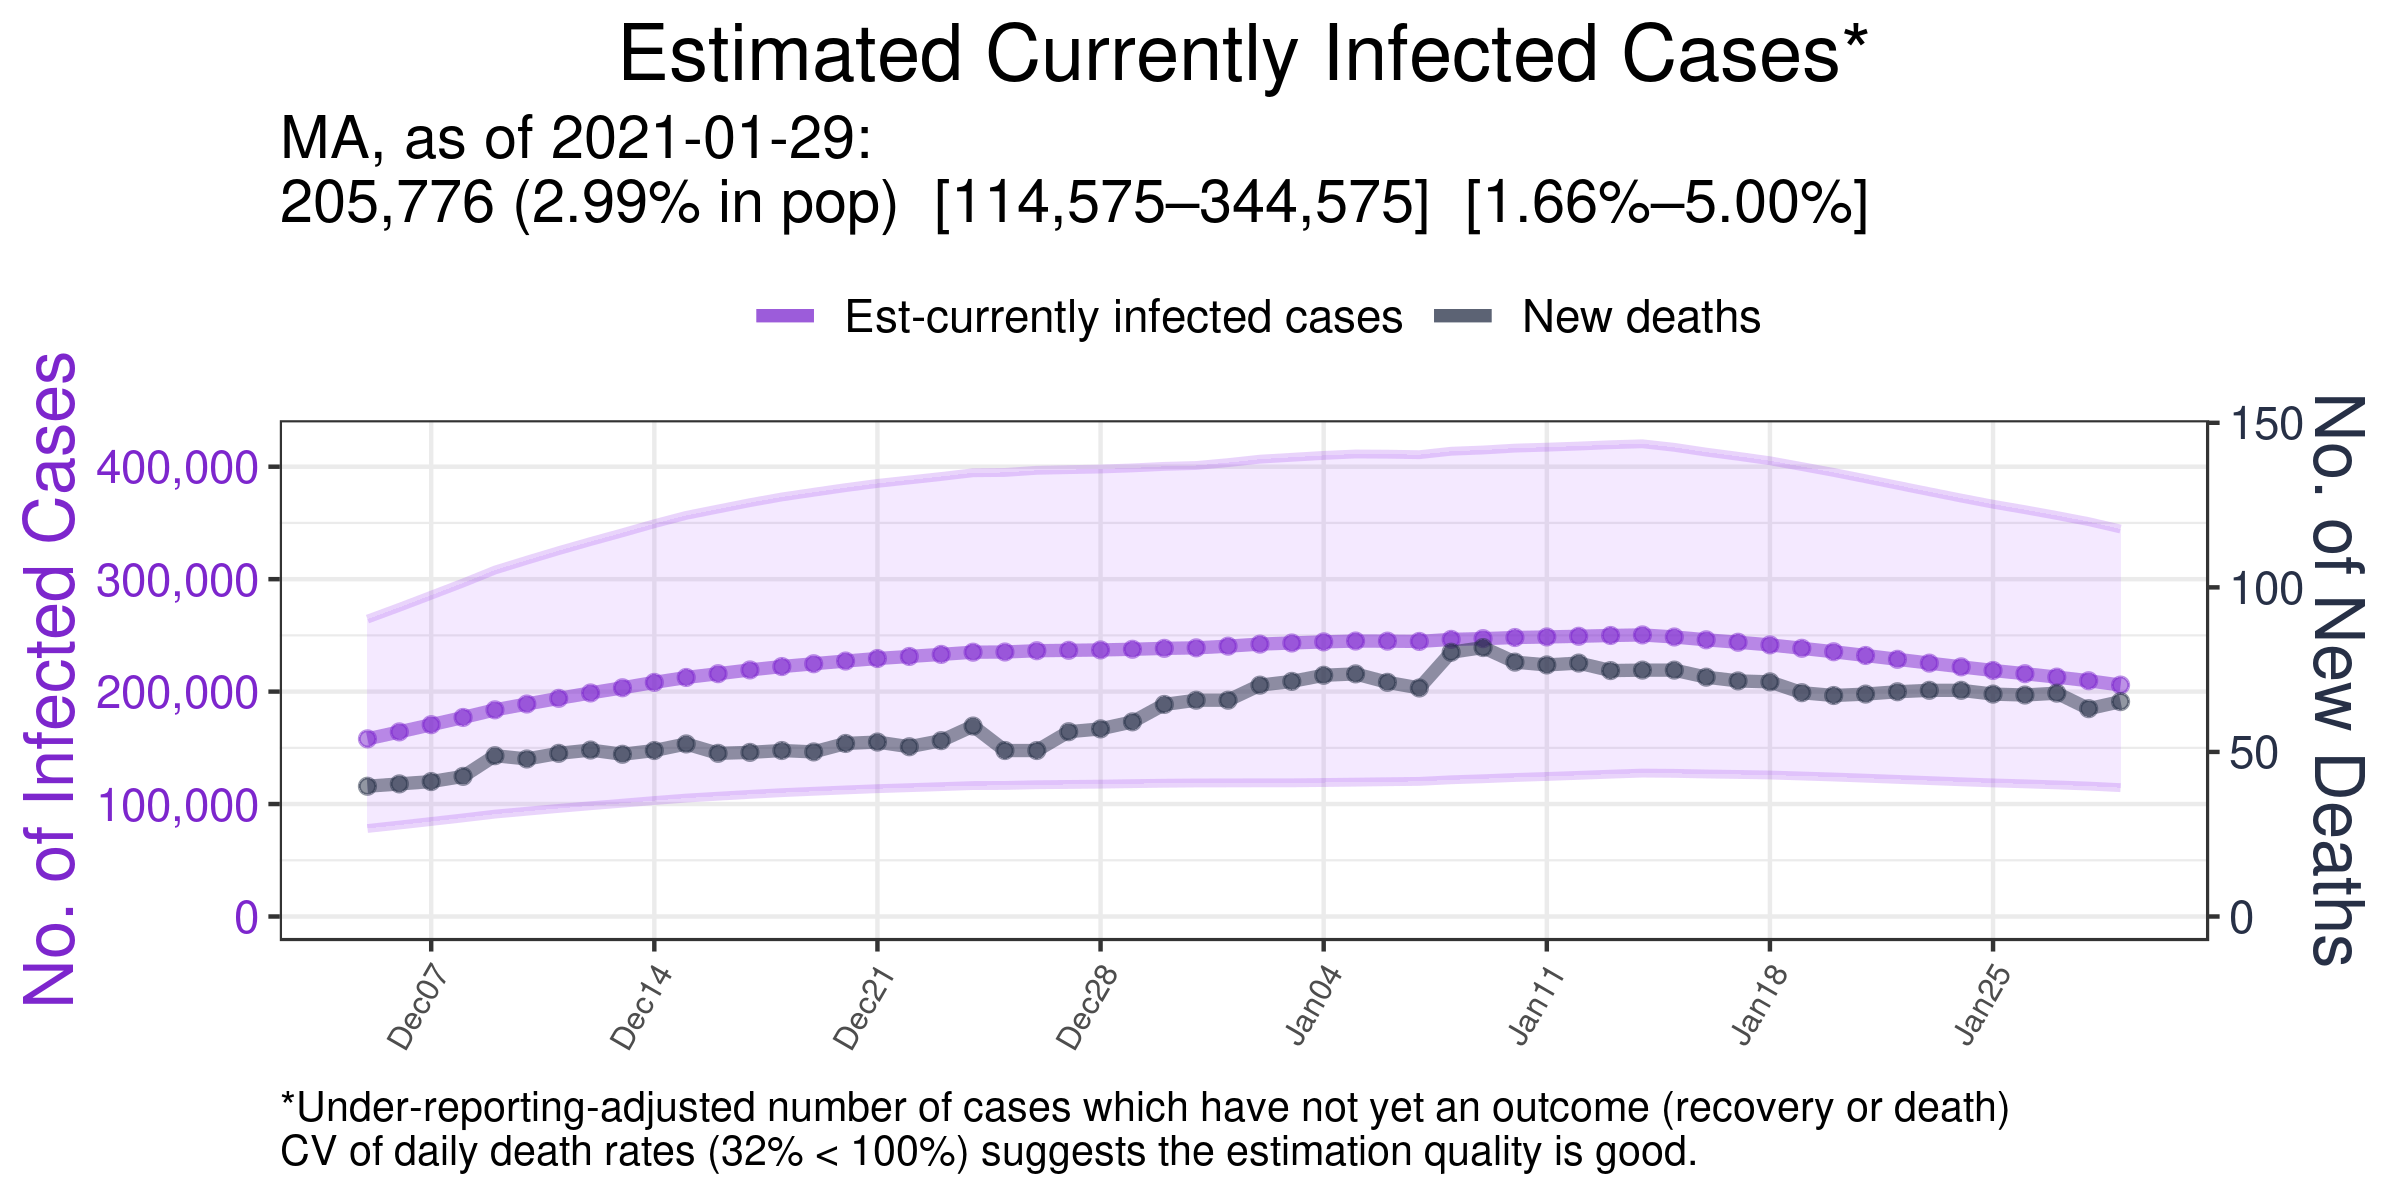 Estimated Currently Infected Cases*
MA, as of 2021-01-29:
205,776 (2.99% in pop) [114,575–344,575] [1.66%–5.00%]
Est-currently infected cases New deaths
No. of Infected Cases
400,000
300,000
200,000
100,000
0
150
100
50
0
No. of New Deaths
Dec07 Dec14 Dec21 Dec28 Jan04 Jan11 Jan18 Jan25
*Under-reporting-adjusted number of cases which have not yet an outcome (recovery or death)
CV of daily death rates (32% < 100%) suggests the estimation quality is good.